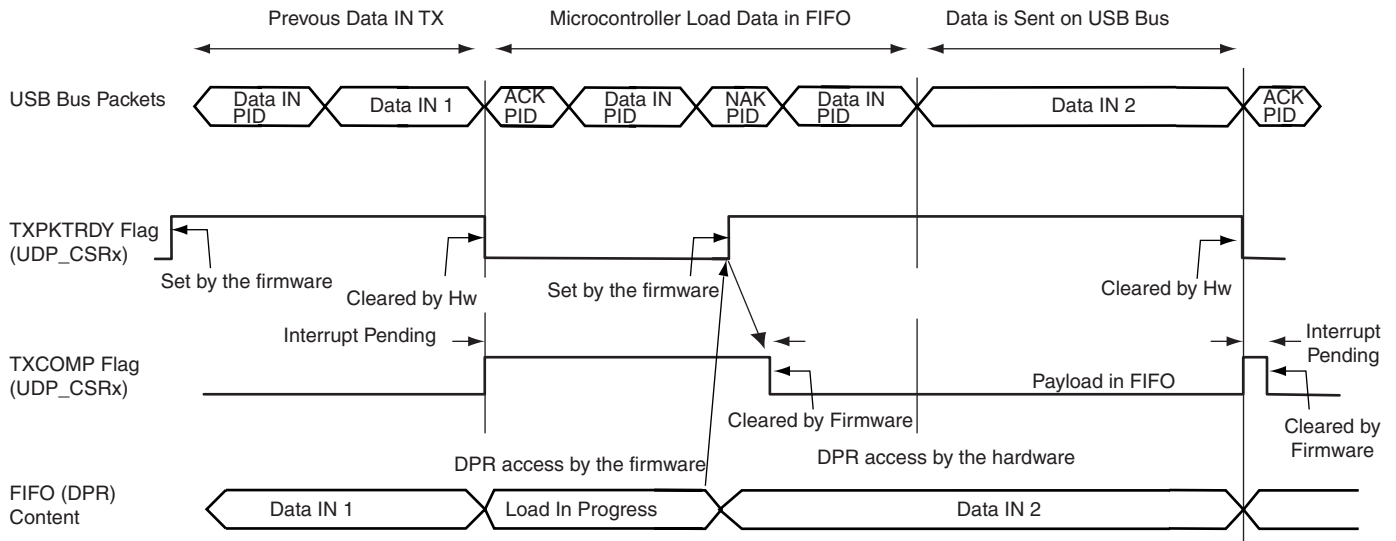 Prevous Data IN TX
Microcontroller Load Data in FIFO
Data is Sent on USB Bus
USB Bus Packets
Data IN
PID
Data IN 1
ACK
PID
Data IN
PID
NAK
PID
Data IN
PID
Data IN 2
ACK
PID
TXPKTRDY Flag
(UDP_CSRx)
Set by the firmware
Cleared by Hw
Set by the firmware
Cleared by Hw
Interrupt Pending
Interrupt
Pending
TXCOMP Flag
(UDP_CSRx)
Payload in FIFO
Cleared by Firmware
Cleared by
Firmware
DPR access by the firmware
DPR access by the hardware
FIFO (DPR)
Content
Data IN 1
Load In Progress
Data IN 2